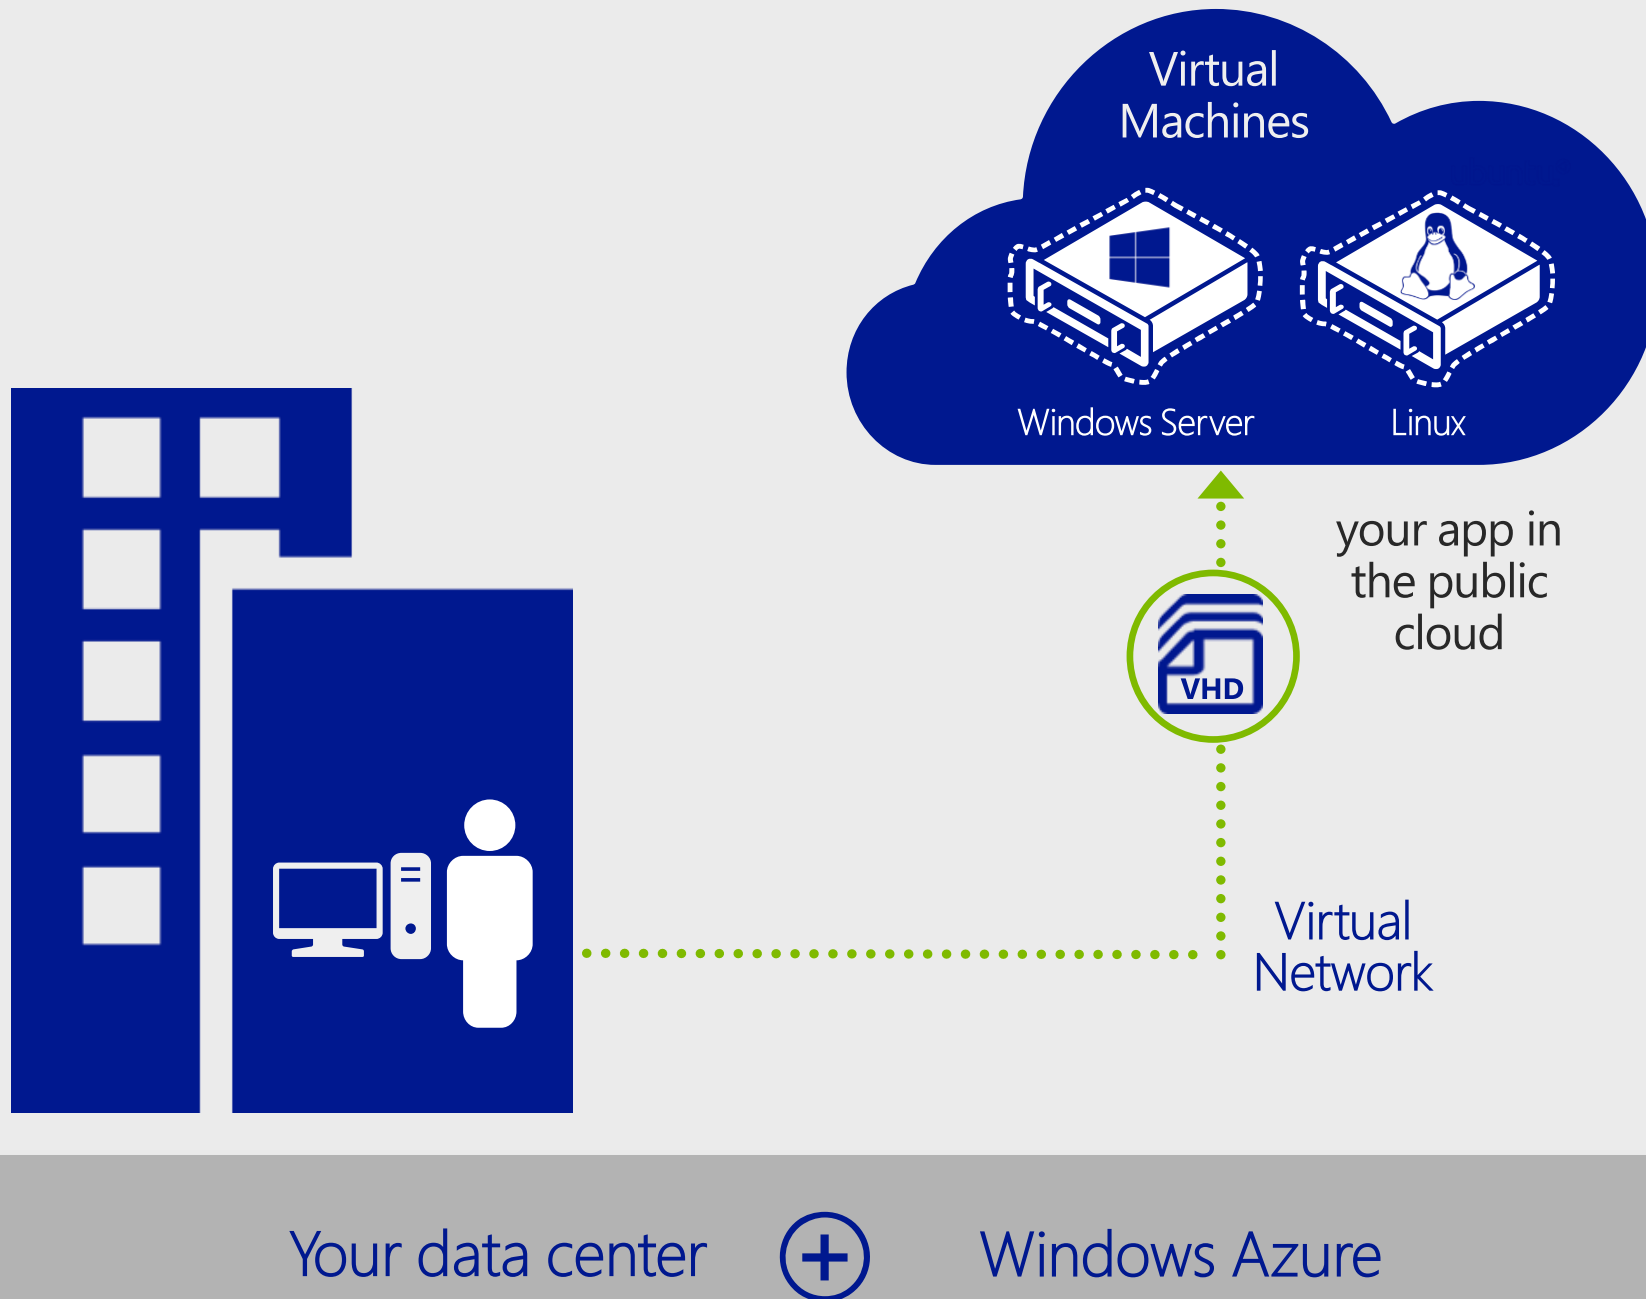 Virtual
Machines
Windows Server
Linux
your app in
the public
cloud
VHD
Virtual
Network
Your data center
Windows Azure